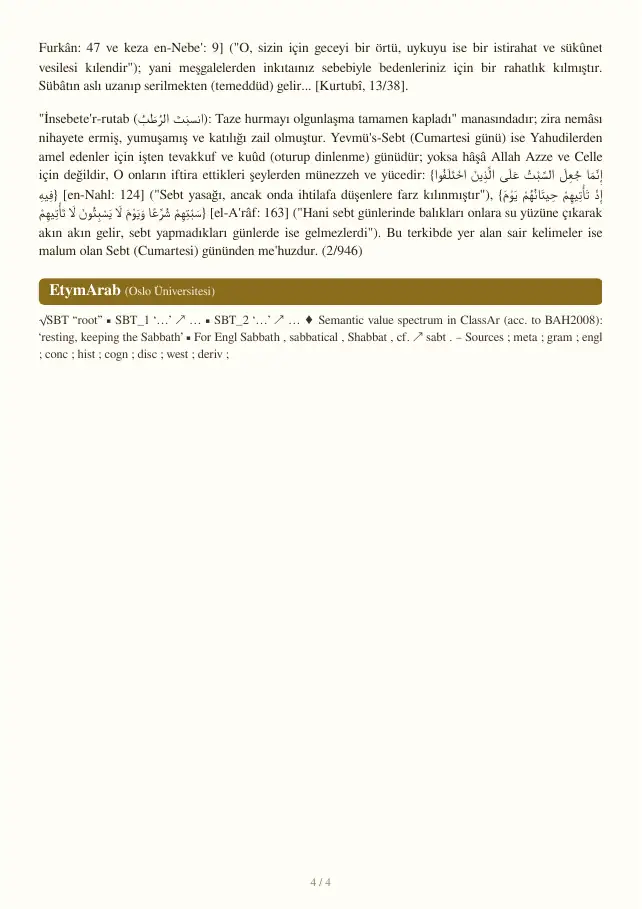 Furkân: 47 ve keza en-Nebe': 9] ("O, sizin için geceyi bir örtü, uykuyu ise bir istirahat ve sükûnet
vesilesi kılendir"); yani meşgalelerden inkıtaınız sebebiyle bedenleriniz için bir rahatlık kılmıştır.
Sübâtın aslı uzanıp serilmekten (temeddüd) gelir... [Kurtubî, 13/38].
"İnsebete'r-rutab (انسبَت الرُطَبُ): Taze hurmayı olgunlaşma tamamen kapladı" manasındadır; zira nemâsı
nihayete ermiş, yumuşamış ve katılığı zail olmuştur. Yevmü's-Sebt (Cumartesi günü) ise Yahudilerden
amel edenler için işten tevakkuf ve kuûd (oturup dinlenme) günüdür; yoksa hâşâ Allah Azze ve Celle
için değildir, O onların iftira ettikleri şeylerden münezzeh ve yücedir: {إِنَّمَا جُعِلَ السَّبْتُ عَلَى الَّذِينَ اخْتَلَفُوا
فِيهِ} [en-Nahl: 124] ("Sebt yasağı, ancak onda ihtilafa düşenlere farz kılınmıştır"), {إِذْ تَأْتِيهِمْ حِيتَانُهُمْ يَوْمَ
سَبْتِهِمْ شُرَّعًا وَيَوْمَ لَا يَسْبِتُونَ لَا تَأْتِيهِمْ} [el-A'râf: 163] ("Hani sebt günlerinde balıkları onlara su yüzüne çıkarak
akın akın gelir, sebt yapmadıkları günlerde ise gelmezlerdi"). Bu terkibde yer alan sair kelimeler ise
malum olan Sebt (Cumartesi) gününden me'huzdur. (2/946)
EtymArab (Oslo Üniversitesi)
√SBT “root” ▪ SBT_1 ‘…’ ↗ … ▪ SBT_2 ‘…’ ↗ … ♦ Semantic value spectrum in ClassAr (acc. to BAH2008):
‘resting, keeping the Sabbath’ ▪ For Engl Sabbath , sabbatical , Shabbat , cf. ↗ sabt . – Sources ; meta ; gram ; engl
; conc ; hist ; cogn ; disc ; west ; deriv ;
4 / 4